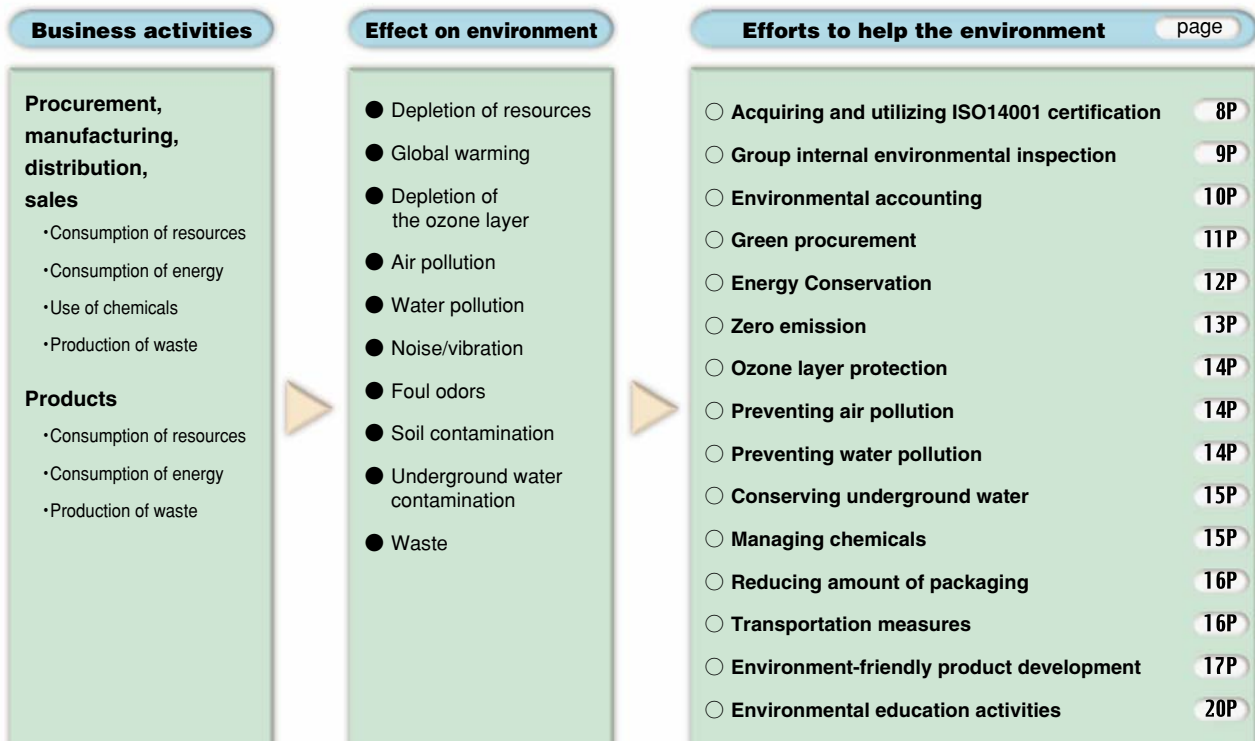 Business activities
Procurement,
manufacturing,
distribution,
sales
・Consumption of resources
・Consumption of energy
・Use of chemicals
・Production of waste
Products
・Consumption of resources
・Consumption of energy
・Production of waste
Effect on environment
● Depletion of resources
● Global warming
● Depletion of
the ozone layer
● Air pollution
● Water pollution
● Noise/vibration
● Foul odors
● Soil contamination
● Underground water
contamination
● Waste
Efforts to help the environment page
○ Acquiring and utilizing ISO14001 certification 8P
○ Group internal environmental inspection 9P
○ Environmental accounting 10P
○ Green procurement 11P
○ Energy Conservation 12P
○ Zero emission 13P
○ Ozone layer protection 14P
○ Preventing air pollution 14P
○ Preventing water pollution 14P
○ Conserving underground water 15P
○ Managing chemicals 15P
○ Reducing amount of packaging 16P
○ Transportation measures 16P
○ Environment-friendly product development 17P
○ Environmental education activities 20P